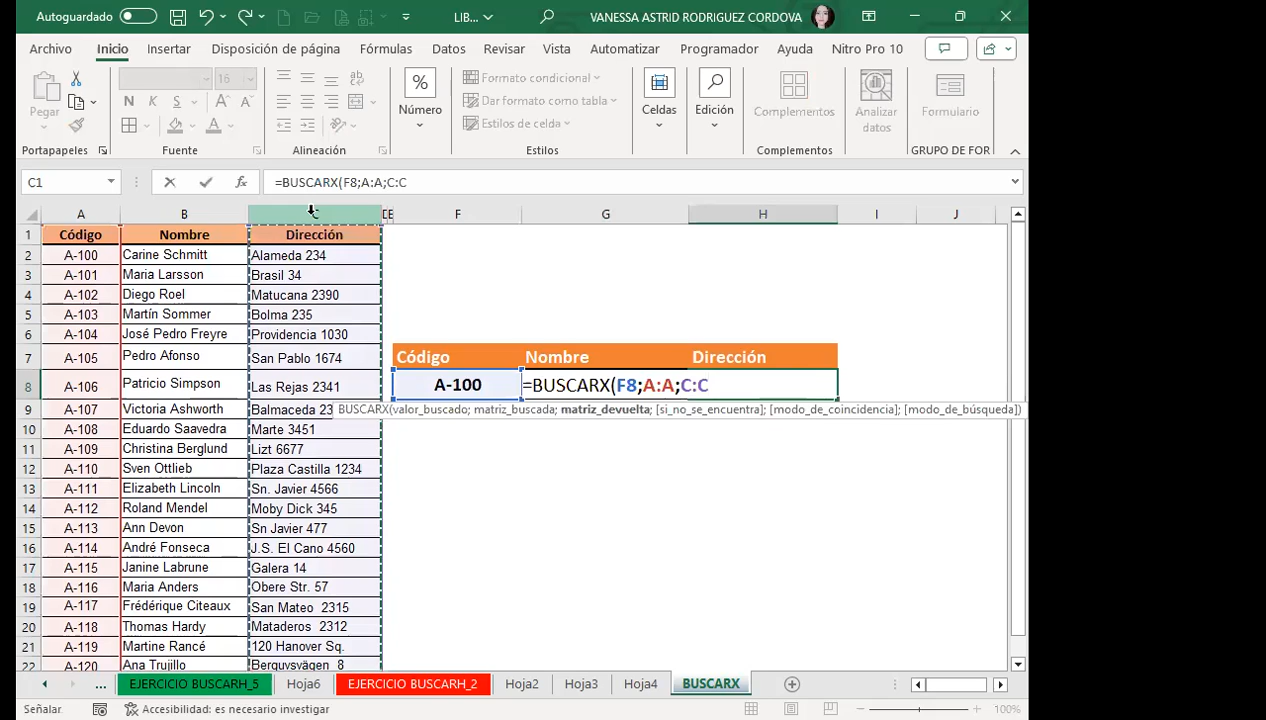 Autoguardado
LIB...
VANESSA ASTRID RODRIGUEZ CORDOVA
Archivo Inicio Insertar Disposición de página Fórmulas Datos Revisar Vista Automatizar Programador Ayuda Nitro Pro 10
Pegar
16
N K S
Número
Formato condicional
Dar formato como tabla
Estilos de celda
Celdas
Edición
Complementos
Analizar datos
Formulario
Portapapeles Fuente Alineación Estilos Complementos GRUPO DE FOR
C1 fx =BUSCARX(F8;A:A;C:C
A B C D E F G H I J
1 Código Nombre Dirección
2 A-100 Carine Schmitt Alameda 234
3 A-101 Maria Larsson Brasil 34
4 A-102 Diego Roel Matucana 2390
5 A-103 Martín Sommer Bolma 235
6 A-104 José Pedro Freyre Providencia 1030
7 A-105 Pedro Afonso San Pablo 1674 Código Nombre Dirección
8 A-106 Patricio Simpson Las Rejas 2341 A-100 =BUSCARX(F8;A:A;C:C
9 A-107 Victoria Ashworth Balmaceda 23
BUSCARX(valor_buscado; matriz_buscada; matriz_devuelta; [si_no_se_encuentra]; [modo_de_coincidencia]; [modo_de_búsqueda])
10 A-108 Eduardo Saavedra Marte 3451
11 A-109 Christina Berglund Lizt 6677
12 A-110 Sven Ottlieb Plaza Castilla 1234
13 A-111 Elizabeth Lincoln Sn. Javier 4566
14 A-112 Roland Mendel Moby Dick 345
15 A-113 Ann Devon Sn Javier 477
16 A-114 André Fonseca J.S. El Cano 4560
17 A-115 Janine Labrune Galera 14
18 A-116 Maria Anders Obere Str. 57
19 A-117 Frédérique Citeaux San Mateo 2315
20 A-118 Thomas Hardy Mataderos 2312
21 A-119 Martine Rancé 120 Hanover Sq.
22 A-120 Ana Trujillo Berguvsvägen 8
... EJERCICIO BUSCARH_5 Hoja6 EJERCICIO BUSCARH_2 Hoja2 Hoja3 Hoja4 BUSCARX
Señalar Accesibilidad: es necesario investigar 100%